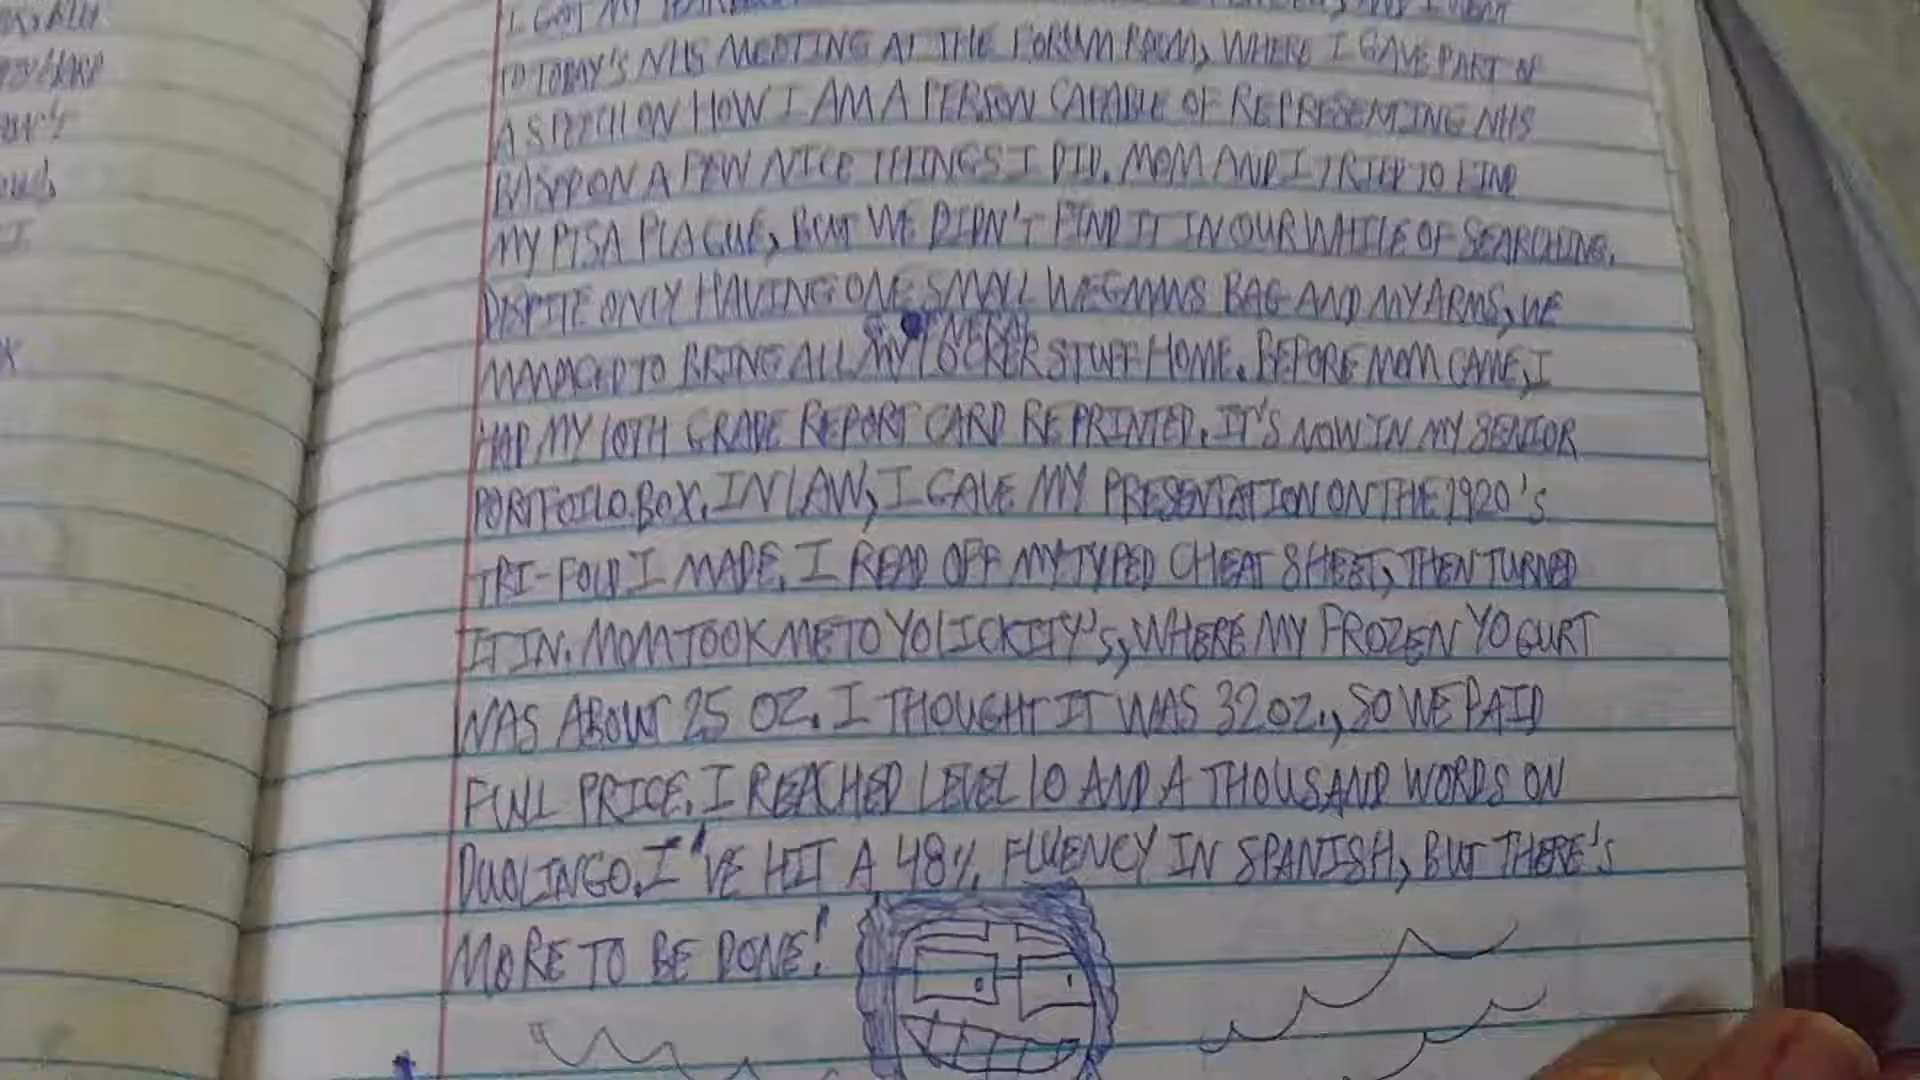 I GOT MY
TO TODAY'S NHS MEETING AT THE FORUM ROOM, WHERE I GAVE PART OF
A SPEECH ON HOW I AM A PERSON CAPABLE OF REPRESENTING NHS
BASED ON A FEW NICE THINGS I DID. MOM AND I TRIED TO FIND
MY PTSA PLAGUE, BUT WE DIDN'T FIND IT IN OUR WHILE OF SEARCHING.
DISPITE ONLY HAVING ONE SMALL WEGMANS BAG AND MY ARMS, WE
MANAGED TO BRING ALL MY LOCKER STUFF HOME. BEFORE MOM CAME, I
HAD MY 10TH GRADE REPORT CARD REPRINTED. IT'S NOW IN MY SENIOR
PORTFOILO BOX. IN LAW, I GAVE MY PRESENTATION ON THE 1920's
TRI-FOLD I MADE. I READ OFF MY TYPED CHEAT SHEET, THEN TURNED
IT IN. MOM TOOK ME TO YOLICKITY'S, WHERE MY FROZEN YOGURT
WAS ABOUT 25 OZ. I THOUGHT IT WAS 32 OZ., SO WE PAID
FULL PRICE. I REACHED LEVEL 10 AND A THOUSAND WORDS ON
DUOLINGO. I'VE HIT A 48% FLUENCY IN SPANISH, BUT THERE'S
MORE TO BE DONE!